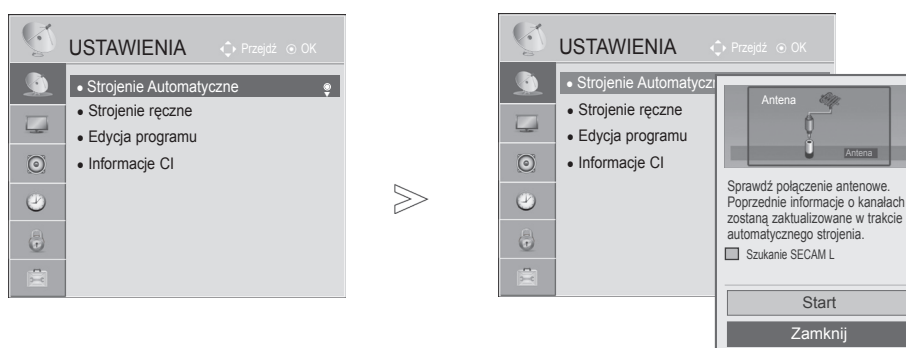 USTAWIENIA
Przejdź OK
• Strojenie Automatyczne
• Strojenie ręczne
• Edycja programu
• Informacje CI
>
USTAWIENIA
Przejdź OK
• Strojenie Automatycz
• Strojenie ręczne
• Edycja programu
• Informacje CI
Antena
Antena
Sprawdź połączenie antenowe.
Poprzednie informacje o kanałach
zostaną zaktualizowane w trakcie
automatycznego strojenia.
Szukanie SECAM L
Start
Zamknij